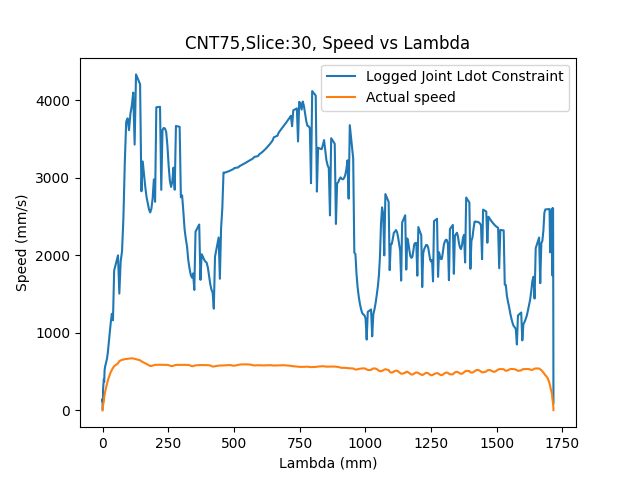 CNT75,Slice:30, Speed vs Lambda
Logged Joint Ldot Constraint
Actual speed
Speed (mm/s)
4000
3000
2000
1000
0
0 250 500 750 1000 1250 1500 1750
Lambda (mm)